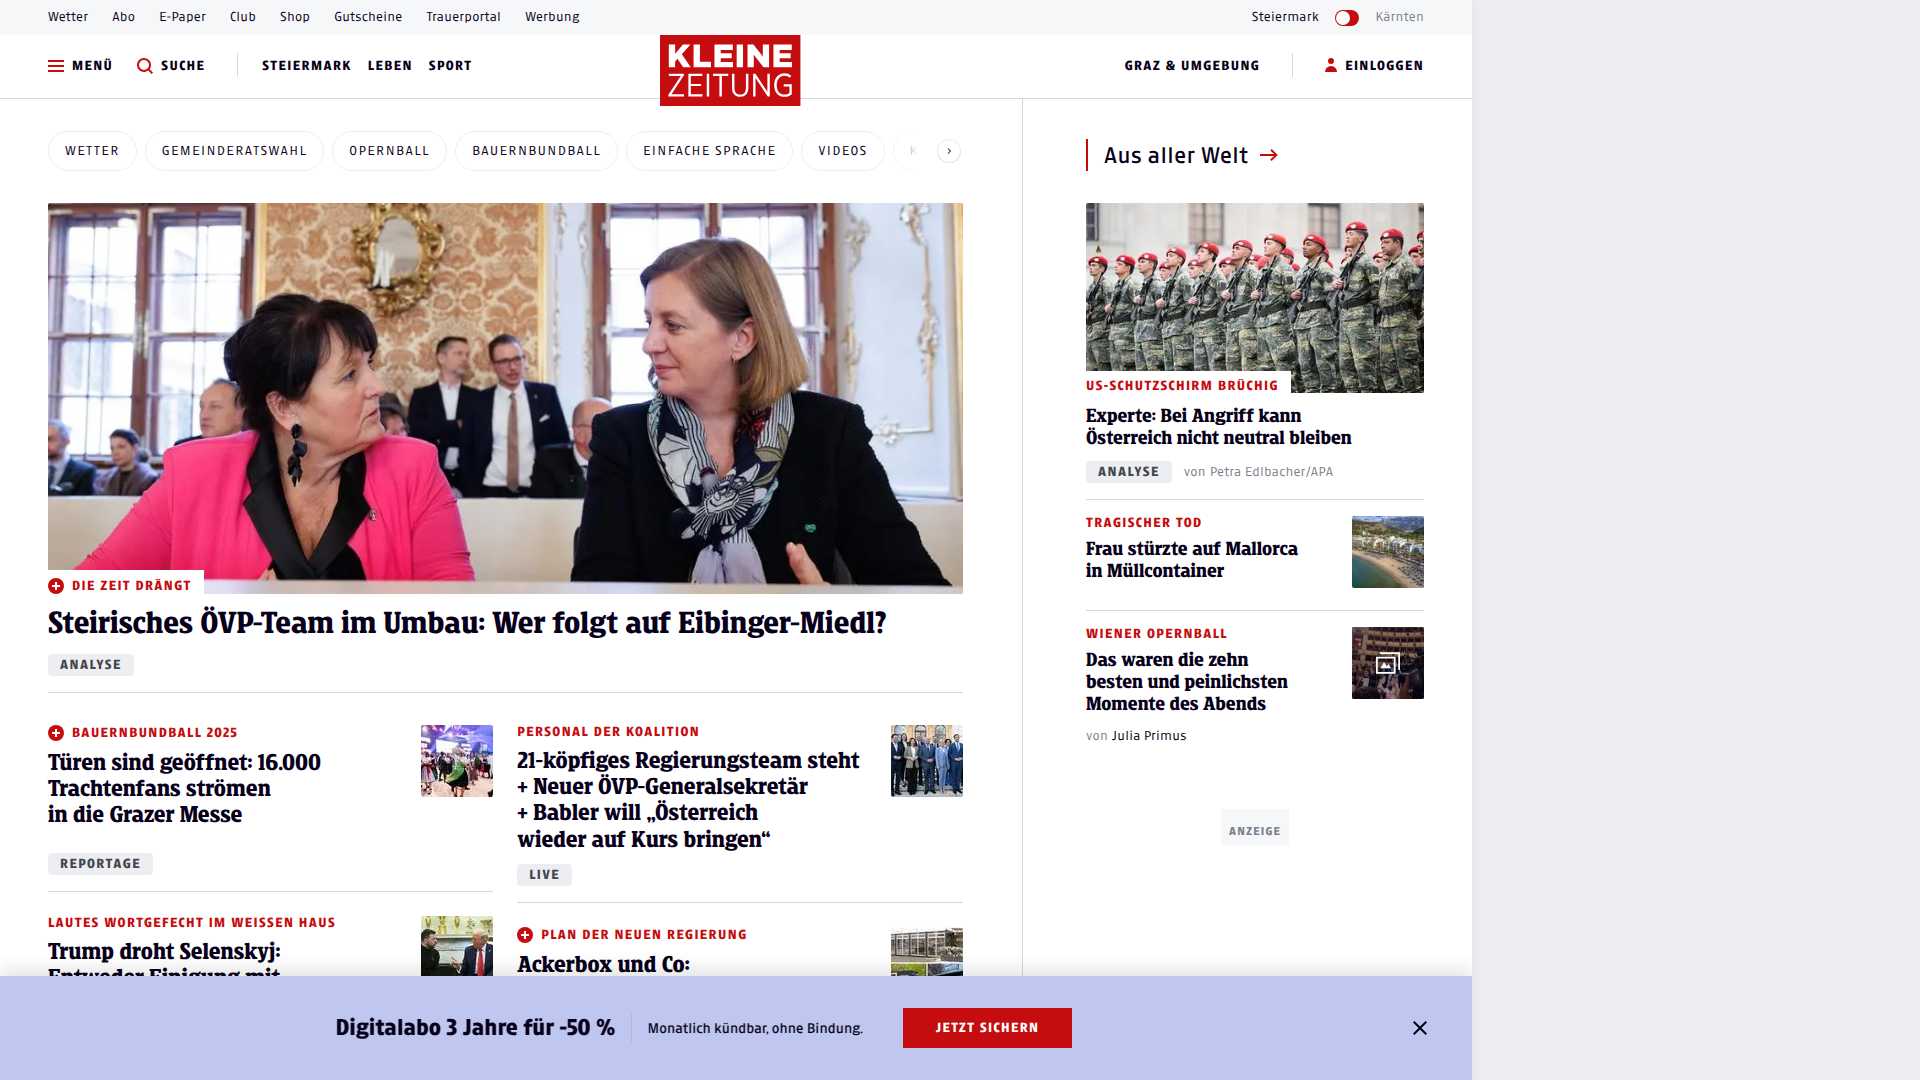 Wetter Abo E-Paper Club Shop Gutscheine Trauerportal Werbung Steiermark Kärnten
MENÜ SUCHE STEIERMARK LEBEN SPORT
KLEINE
ZEITUNG
GRAZ & UMGEBUNG EINLOGGEN
WETTER GEMEINDERATSWAHL OPERNBALL BAUERNBUNDBALL EINFACHE SPRACHE VIDEOS
DIE ZEIT DRÄNGT
Steirisches ÖVP-Team im Umbau: Wer folgt auf Eibinger-Miedl?
ANALYSE
BAUERNBUNDBALL 2025
Türen sind geöffnet: 16.000
Trachtenfans strömen
in die Grazer Messe
REPORTAGE
LAUTES WORTGEFECHT IM WEISSEN HAUS
Trump droht Selenskyj:
Entweder Einigung mit
PERSONAL DER KOALITION
21-köpfiges Regierungsteam steht
+ Neuer ÖVP-Generalsekretär
+ Babler will „Österreich
wieder auf Kurs bringen“
LIVE
PLAN DER NEUEN REGIERUNG
Ackerbox und Co:
Aus aller Welt
US-SCHUTZSCHIRM BRÜCHIG
Experte: Bei Angriff kann
Österreich nicht neutral bleiben
ANALYSE von Petra Edlbacher/APA
TRAGISCHER TOD
Frau stürzte auf Mallorca
in Müllcontainer
WIENER OPERNBALL
Das waren die zehn
besten und peinlichsten
Momente des Abends
von Julia Primus
ANZEIGE
Digitalabo 3 Jahre für -50 % Monatlich kündbar, ohne Bindung. JETZT SICHERN